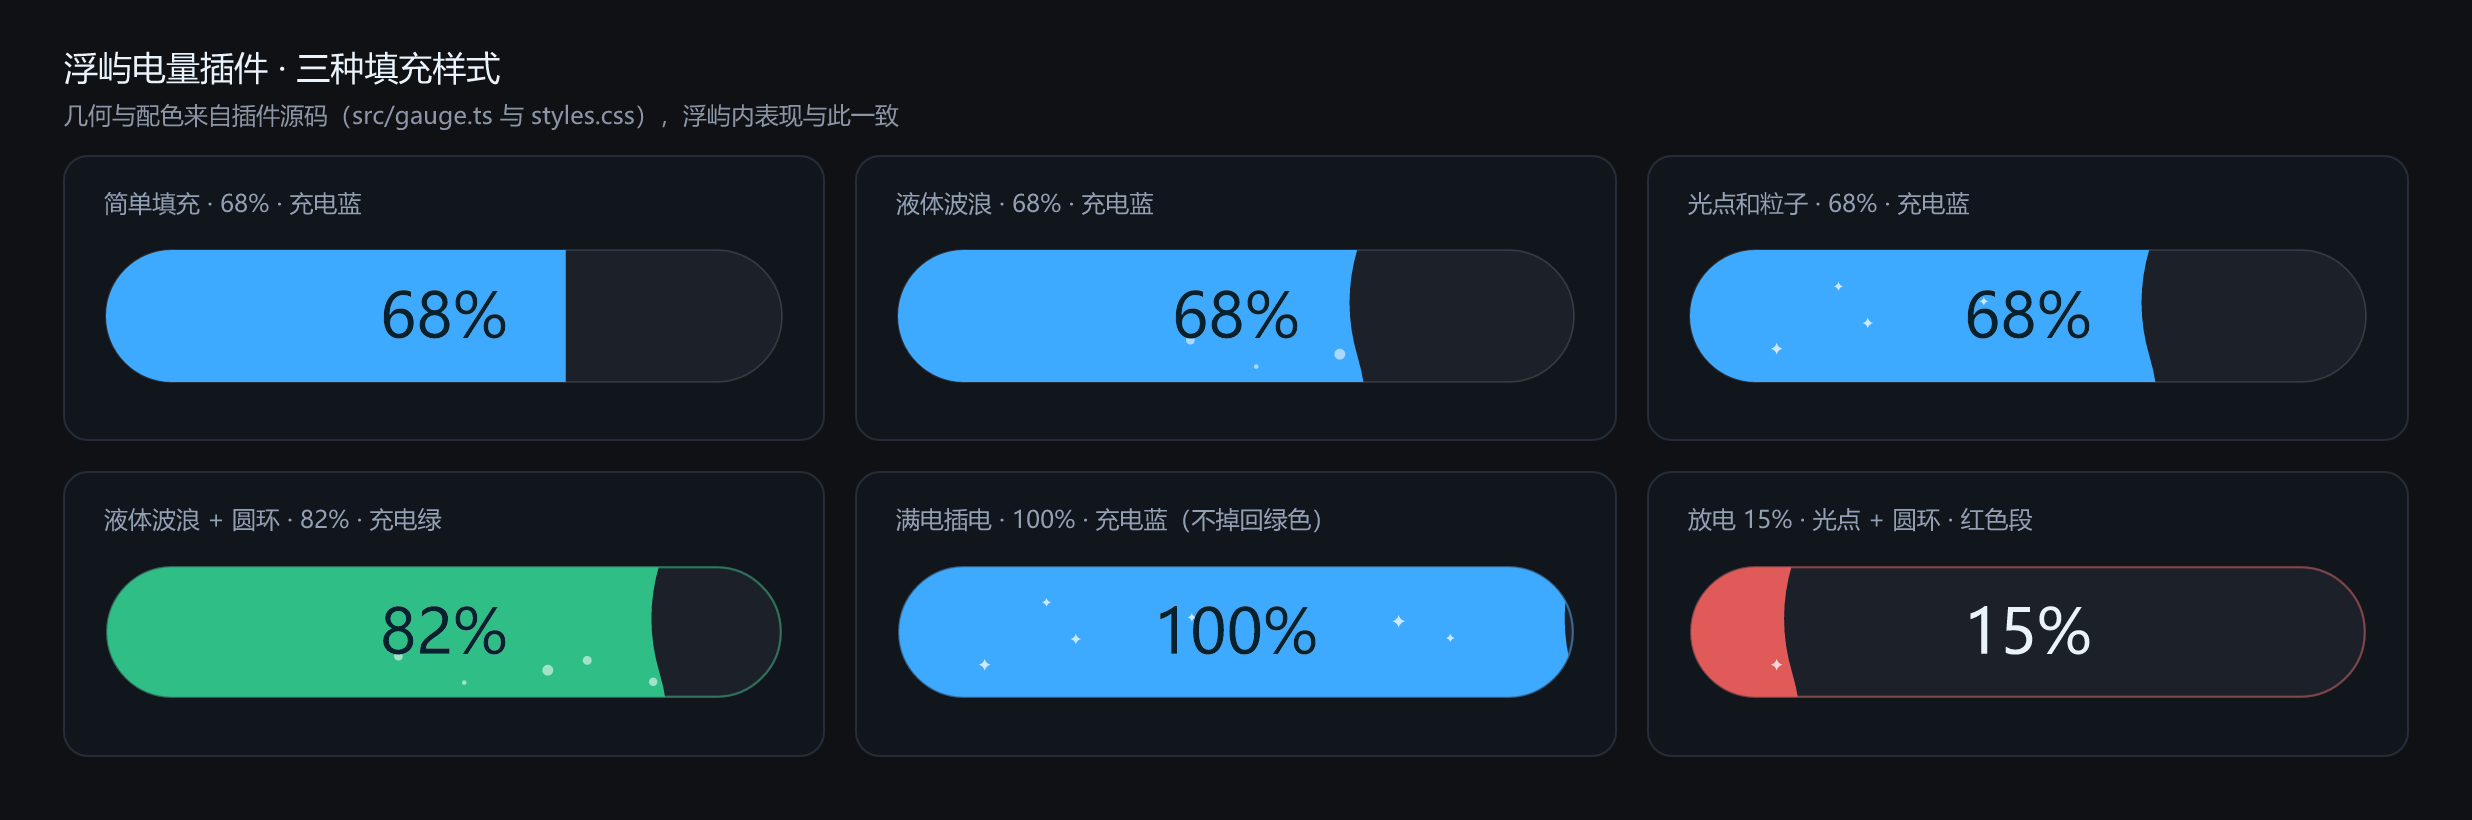 浮屿电量插件 · 三种填充样式
几何与配色来自插件源码（src/gauge.ts 与 styles.css），浮屿内表现与此一致
简单填充 · 68% · 充电蓝
68%
液体波浪 · 68% · 充电蓝
68%
光点和粒子 · 68% · 充电蓝
68%
液体波浪 + 圆环 · 82% · 充电绿
82%
满电插电 · 100% · 充电蓝（不掉回绿色）
100%
放电 15% · 光点 + 圆环 · 红色段
15%